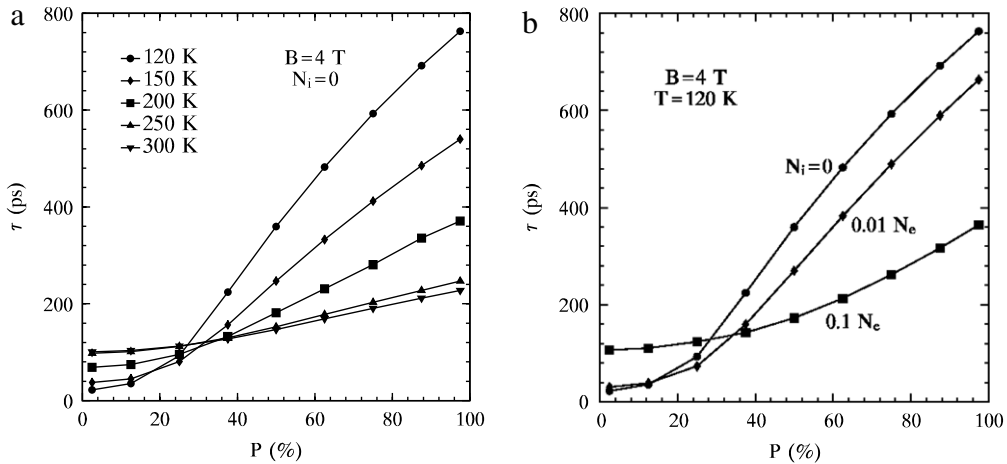 a
800
600
400
200
0
τ (ps)
120 K
150 K
200 K
250 K
300 K
B=4 T
Nᵢ=0
0 20 40 60 80 100
P (%)
b
800
600
400
200
0
τ (ps)
B=4 T
T=120 K
Nᵢ=0
0.01 Nₑ
0.1 Nₑ
0 20 40 60 80 100
P (%)